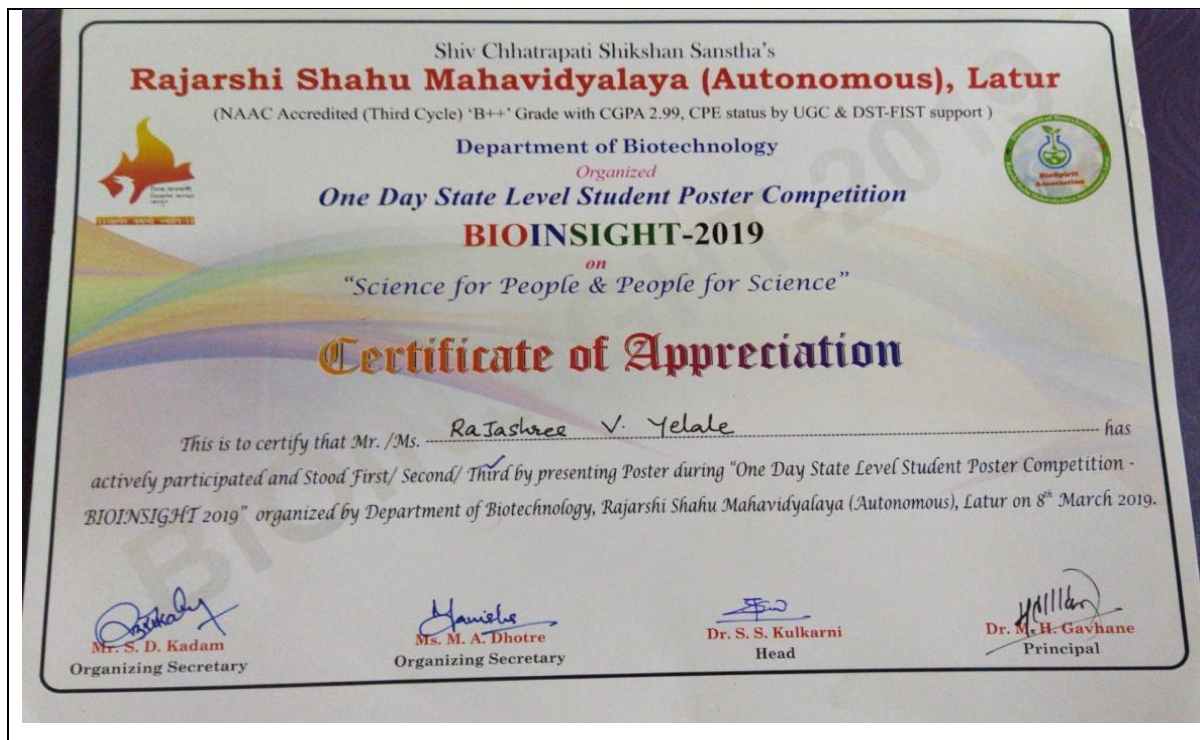 Shiv Chhatrapati Shikshan Sanstha's
Rajarshi Shahu Mahavidyalaya (Autonomous), Latur
(NAAC Accredited (Third Cycle) 'B++' Grade with CGPA 2.99, CPE status by UGC & DST-FIST support )
Department of Biotechnology
Organized
One Day State Level Student Poster Competition
BIOINSIGHT-2019
on
"Science for People & People for Science"
BioSpirit
Association
Certificate of Appreciation
This is to certify that Mr. /Ms. RaJashree V. Yelale has
actively participated and Stood First/ Second/ Third by presenting Poster during "One Day State Level Student Poster Competition -
BIOINSIGHT 2019" organized by Department of Biotechnology, Rajarshi Shahu Mahavidyalaya (Autonomous), Latur on 8th March 2019.
Mr. S. D. Kadam
Organizing Secretary
Ms. M. A. Dhotre
Organizing Secretary
Dr. S. S. Kulkarni
Head
Dr. M. H. Gavhane
Principal